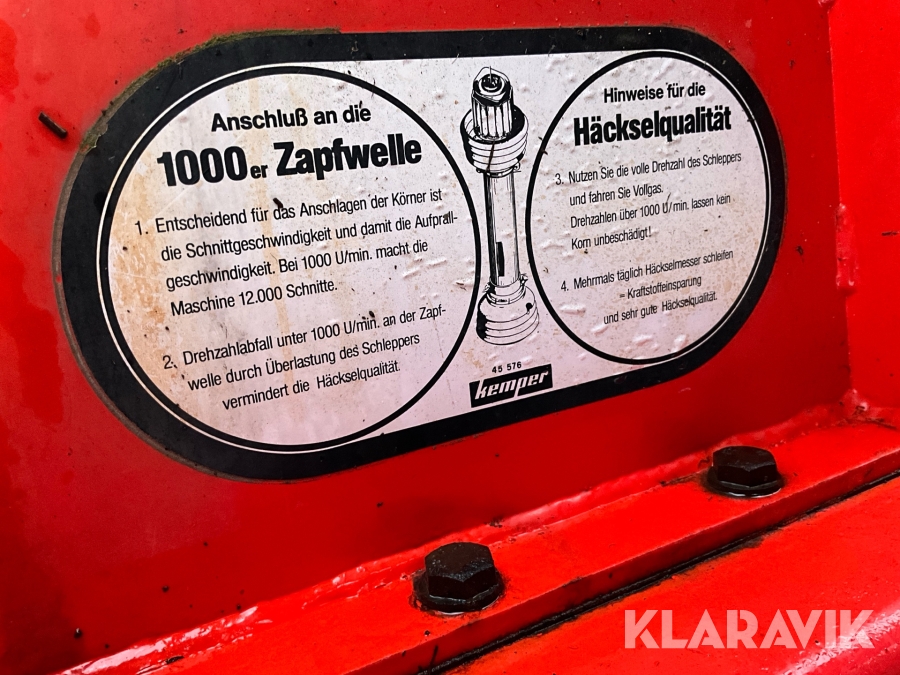 Anschluß an die
1000er Zapfwelle
1. Entscheidend für das Anschlagen der Körner ist
die Schnittgeschwindigkeit und damit die Aufprall-
geschwindigkeit. Bei 1000 U/min. macht die
Maschine 12.000 Schnitte.
2. Drehzahlabfall unter 1000 U/min. an der Zapf-
welle durch Überlastung des Schleppers
vermindert die Häckselqualität.
45 576
kemper
Hinweise für die
Häckselqualität
3. Nutzen Sie die volle Drehzahl des Schleppers
und fahren Sie Vollgas.
Drehzahlen über 1000 U/min. lassen kein
Korn unbeschädigt!
4. Mehrmals täglich Häckselmesser schleifen
= Kraftstoffeinsparung
und sehr gute Häckselqualität.
KLARAVIK